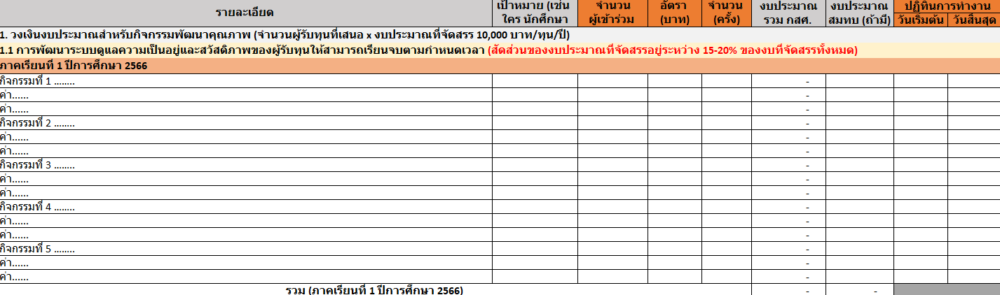 รายละเอียด
เป้าหมาย (เช่น
ใคร นักศึกษา
จำนวน
ผู้เข้าร่วม
อัตรา
(บาท)
จำนวน
(ครั้ง)
งบประมาณ
รวม กสศ.
งบประมาณ
สมทบ (ถ้ามี)
ปฏิทินการทำงาน
วันเริ่มต้น วันสิ้นสุด
1. วงเงินงบประมาณสำหรับกิจกรรมพัฒนาคุณภาพ (จำนวนผู้รับทุนที่เสนอ x งบประมาณที่จัดสรร 10,000 บาท/ทุน/ปี)
1.1 การพัฒนาระบบดูแลความเป็นอยู่และสวัสดิภาพของผู้รับทุนให้สามารถเรียนจบตามกำหนดเวลา (สัดส่วนของงบประมาณที่จัดสรรอยู่ระหว่าง 15-20% ของงบที่จัดสรรทั้งหมด)
ภาคเรียนที่ 1 ปีการศึกษา 2566
กิจกรรมที่ 1 ........ -
ค่า...... -
ค่า...... -
กิจกรรมที่ 2 ........ -
ค่า...... -
ค่า...... -
กิจกรรมที่ 3 ........ -
ค่า...... -
ค่า...... -
กิจกรรมที่ 4 ........ -
ค่า...... -
ค่า...... -
กิจกรรมที่ 5 ........ -
ค่า...... -
ค่า...... -
รวม (ภาคเรียนที่ 1 ปีการศึกษา 2566) - -